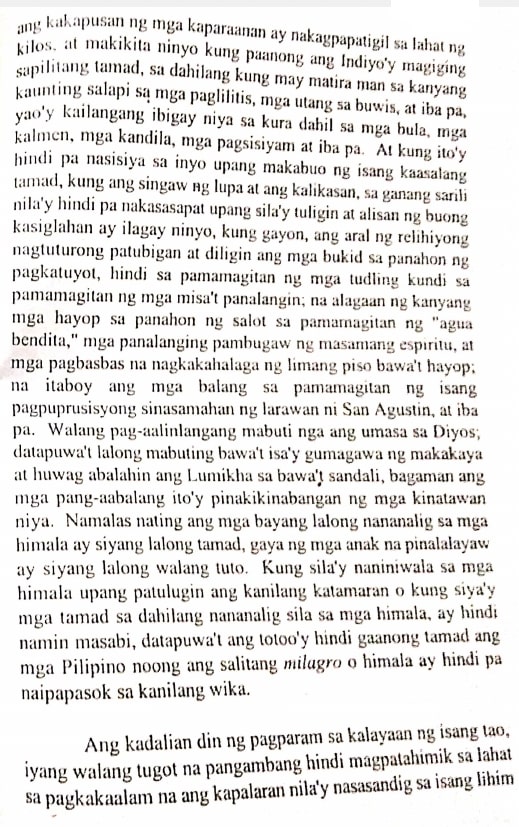 ang kakapusan ng mga kaparaanan ay nakagpapatigil sa lahat ng
kilos. at makikita ninyo kung paanong ang Indiyo'y magiging
sapilitang tamad, sa dahilang kung may matira man sa kanyang
kaunting salapi sa mga paglilitis, mga utang sa buwis, at iba pa,
yao'y kailangang ibigay niya sa kura dahil sa mga bula, mga
kalmen, mga kandila, mga pagsisiyam at iba pa. At kung ito'y
hindi pa nasisiya sa inyo upang makabuo ng isang kaasalang
tamad, kung ang singaw ng lupa at ang kalikasan, sa ganang sarili
nila'y hindi pa nakasasapat upang sila'y tuligin at alisan ng buong
kasiglahan ay ilagay ninyo, kung gayon, ang aral ng relihiyong
nagtuturong patubigan at diligin ang mga bukid sa panahon ng
pagkatuyot, hindi sa pamamagitan ng mga tudling kundi sa
pamamagitan ng mga misa't panalangin; na alagaan ng kanyang
mga hayop sa panahon ng salot sa pamamagitan ng "agua
bendita," mga panalanging pambugaw ng masamang espiritu, at
mga pagbasbas na nagkakahalaga ng limang piso bawa't hayop;
na itaboy ang mga balang sa pamamagitan ng isang
pagpuprusisyong sinasamahan ng larawan ni San Agustin, at iba
pa. Walang pag-aalinlangang mabuti nga ang umasa sa Diyos;
datapuwa't lalong mabuting bawa't isa'y gumagawa ng makakaya
at huwag abalahin ang Lumikha sa bawa't sandali, bagaman ang
mga pang-aabalang ito'y pinakikinabangan ng mga kinatawan
niya. Namalas nating ang mga bayang lalong nananalig sa mga
himala ay siyang lalong tamad, gaya ng mga anak na pinalalayaw
ay siyang lalong walang tuto. Kung sila'y naniniwala sa mga
himala upang patulugin ang kanilang katamaran o kung siya'y
mga tamad sa dahilang nananalig sila sa mga himala, ay hindi
namin masabi, datapuwa't ang totoo'y hindi gaanong tamad ang
mga Pilipino noong ang salitang milagro o himala ay hindi pa
naipapasok sa kanilang wika.
Ang kadalian din ng pagparam sa kalayaan ng isang tao,
iyang walang tugot na pangambang hindi magpatahimik sa lahat
sa pagkakaalam na ang kapalaran nila'y nasasandig sa isang lihim